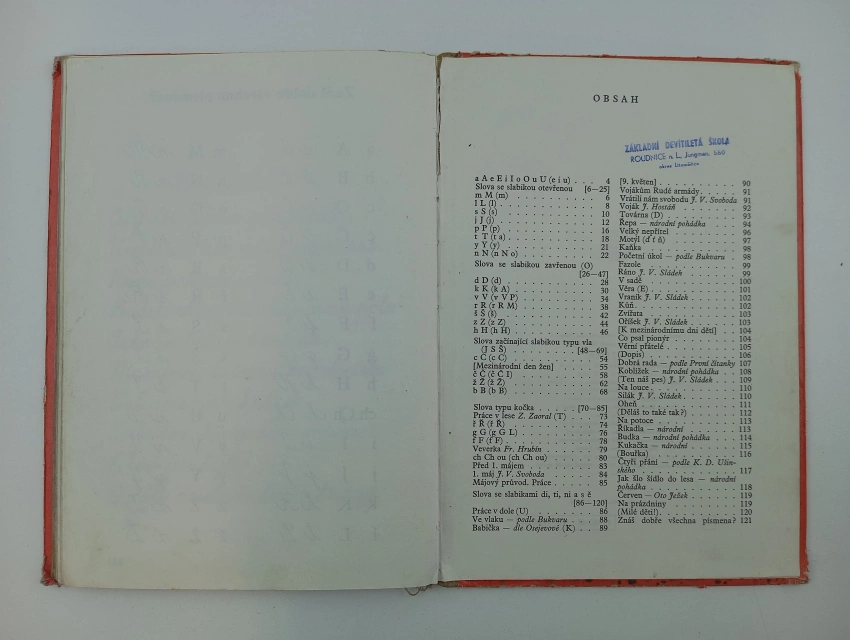 OBSAH
ZÁKLADNÍ DEVÍTILETÁ ŠKOLA
ROUDNICE n. L., Jungman. 660
okres Litoměřice
a A e E i I o O u U (e i u) . . . 4
Slova se slabikou otevřenou [6—25]
m M (m) . . . 6
l L (l) . . . 8
s S (s) . . . 10
j J (j) . . . 12
p P (p) . . . 16
t T (t a) . . . 18
y Y (y) . . . 21
n N (n N o) . . . 22
Slova se slabikou zavřenou (O)
[26—47]
d D (d) . . . 28
k K (k A) . . . 30
v V (v V P) . . . 34
r R (r R M) . . . 38
š Š (š) . . . 42
z Z (z Z) . . . 44
h H (h H) . . . 46
Slova začínající slabikou typu vla
(J S Š) . . . [48—69]
c C (c C) . . . 54
[Mezinárodní den žen] . . . 55
č Č (č Č I) . . . 58
ž Ž (ž Ž) . . . 62
b B (b B) . . . 68
Slova typu kočka . . . [70—85]
Práce v lese Z. Zaoral (T) . . . 73
ř Ř (ř Ř) . . . 74
g G (g G L) . . . 76
f F (f F) . . . 78
Veverka Fr. Hrubín . . . 79
ch Ch ou (ch Ch ou) . . . 80
Před 1. májem . . . 83
1. máj J. V. Svoboda . . . 84
Májový průvod. Práce . . . 85
Slova se slabikami di, ti, ni a s ě
[86—120]
Práce v dole (U) . . . 86
Ve vlaku — podle Bukvaru . . . 88
Babička — dle Osejevové (K) . . . 89
[9. květen] . . . 90
Vojákům Rudé armády . . . 91
Vrátili nám svobodu J. V. Svoboda 91
Voják J. Hostáň . . . 92
Továrna (D) . . . 93
Řepa — národní pohádka . . . 94
Velký nepřítel . . . 96
Motýl (ď ť ň) . . . 97
Kaňka . . . 98
Početní úkol — podle Bukvaru . . . 98
Fazole . . . 99
Ráno J. V. Sládek . . . 99
V sadě . . . 100
Věra (E) . . . 101
Vraník J. V. Sládek . . . 102
Kůň . . . 102
Zvířata . . . 103
Oříšek J. V. Sládek . . . 103
[K mezinárodnímu dni dětí] . . . 104
Co psal pionýr . . . 104
Věrní přátelé . . . 105
(Dopis) . . . 106
Dobrá rada — podle První čítanky 107
Koblížek — národní pohádka . . . 108
(Ten náš pes) J. V. Sládek . . . 109
Na louce . . . 110
Silák J. V. Sládek . . . 110
Oheň . . . 111
(Děláš to také tak?) . . . 112
Na potoce . . . 113
Říkadla — národní . . . 113
Budka — národní pohádka . . . 114
Kukačka — národní . . . 115
(Bouřka) . . . 116
Čtyři přání — podle K. D. Ušin-
ského . . . 117
Jak šlo šídlo do lesa — národní
pohádka . . . 118
Červen — Oto Ježek . . . 119
Na prázdniny . . . 119
(Milé děti!) . . . 120
Znáš dobře všechna písmena? 121